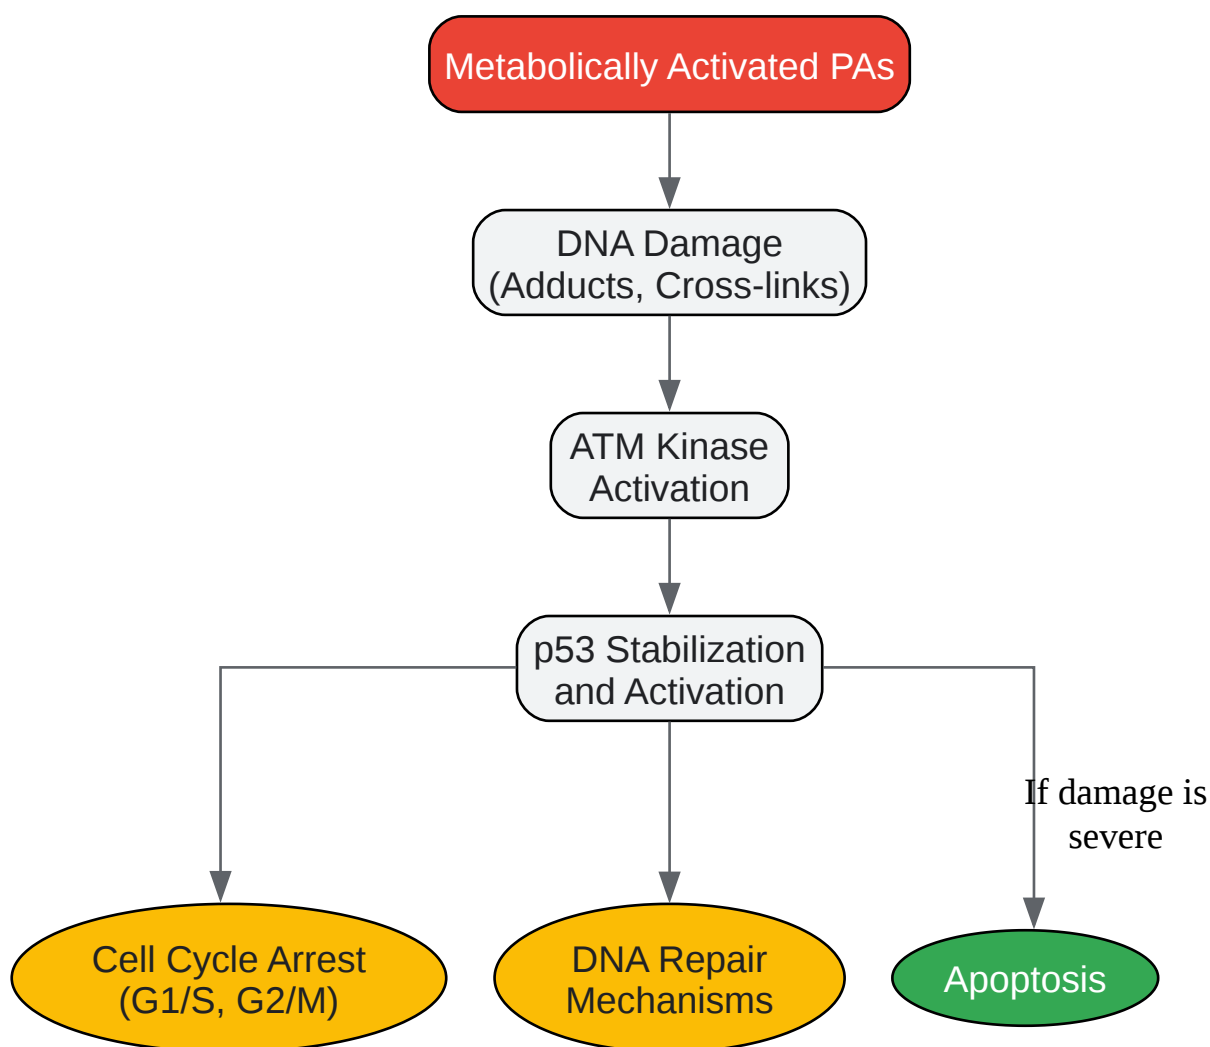 Metabolically Activated PAs
DNA Damage
(Adducts, Cross-links)
ATM Kinase
Activation
p53 Stabilization
and Activation
If damage is
severe
Cell Cycle Arrest
(G1/S, G2/M)
DNA Repair
Mechanisms
Apoptosis